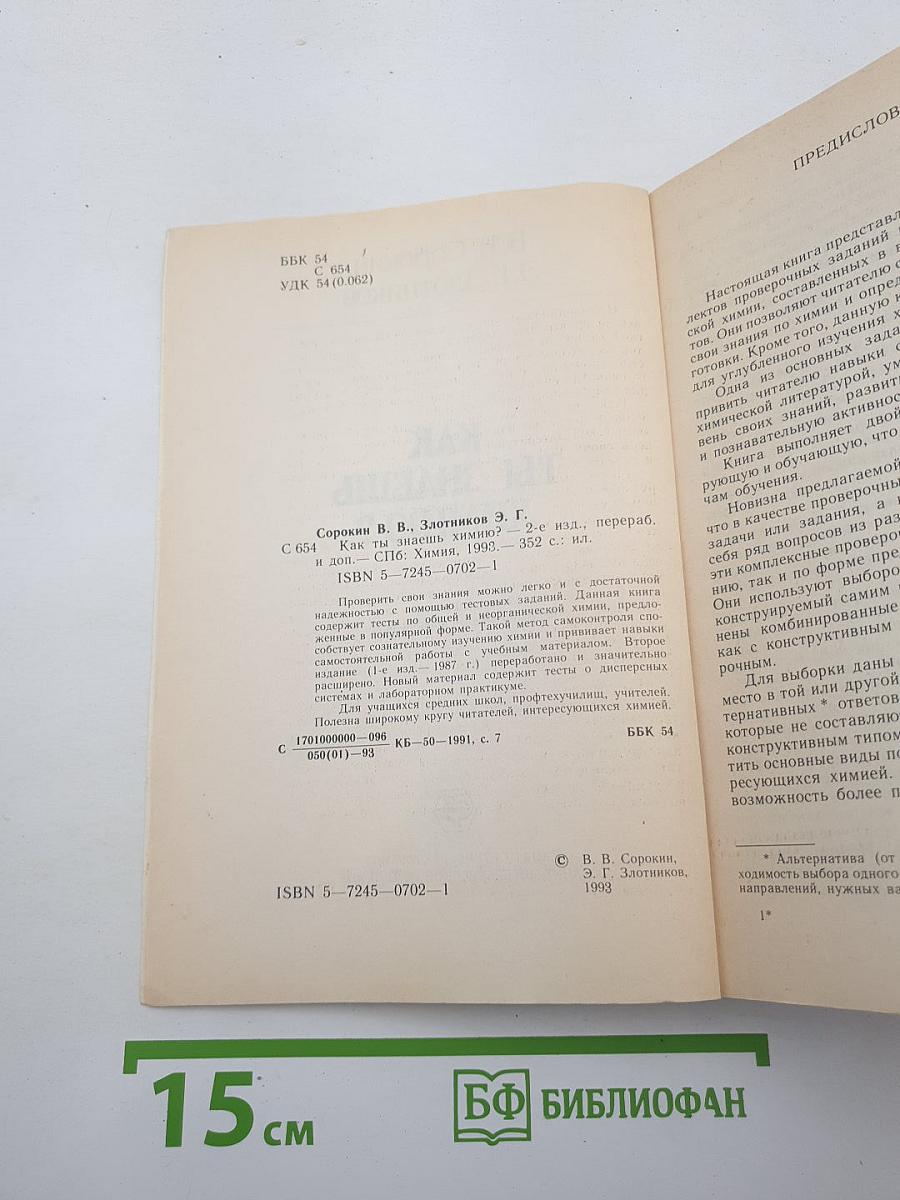 ББК 54
С 654
УДК 54(0.062)
Сорокин В. В., Злотников Э. Г.
С 654 Как ты знаешь химию? — 2-е изд., перераб.
и доп.— СПб: Химия, 1993.— 352 с.: ил.
ISBN 5—7245—0702—1
Проверить свои знания можно легко и с достаточной
надежностью с помощью тестовых заданий. Данная книга
содержит тесты по общей и неорганической химии, предло-
женные в популярной форме. Такой метод самоконтроля спо-
собствует сознательному изучению химии и прививает навыки
самостоятельной работы с учебным материалом. Второе
издание (1-е изд.— 1987 г.) переработано и значительно
расширено. Новый материал содержит тесты о дисперсных
системах и лабораторном практикуме.
Для учащихся средних школ, профтехучилищ, учителей.
Полезна широкому кругу читателей, интересующихся химией.
С 1701000000—096
050(01)—93 КБ—50—1991, с. 7 ББК 54
© В. В. Сорокин,
Э. Г. Злотников,
1993
ISBN 5—7245—0702—1
ПРЕДИСЛОВ
Настоящая книга представл
лектов проверочных заданий
ской химии, составленных в
тов. Они позволяют читателю
свои знания по химии и опред
готовки. Кроме того, данную
для углубленного изучения
Одна из основных зада
привить читателю навыки
химической литературой, ум
вень своих знаний, развит
и познавательную активнос
Книга выполняет двой
рующую и обучающую, что
чам обучения.
Новизна предлагаемой
что в качестве проверочны
задачи или задания, а
себя ряд вопросов из раз
эти комплексные проверо
нию, так и по форме пре
Они используют выборо
конструируемый самим
нены комбинированные
как с конструктивным
рочным.
Для выборки даны
место в той или другой
тернативных * ответов
которые не составляю
конструктивным типом
тить основные виды по
ресующихся химией.
возможность более п
* Альтернатива (от
ходимость выбора одного
направлений, нужных ва
1*
15 см
БФ БИБЛИОФАН